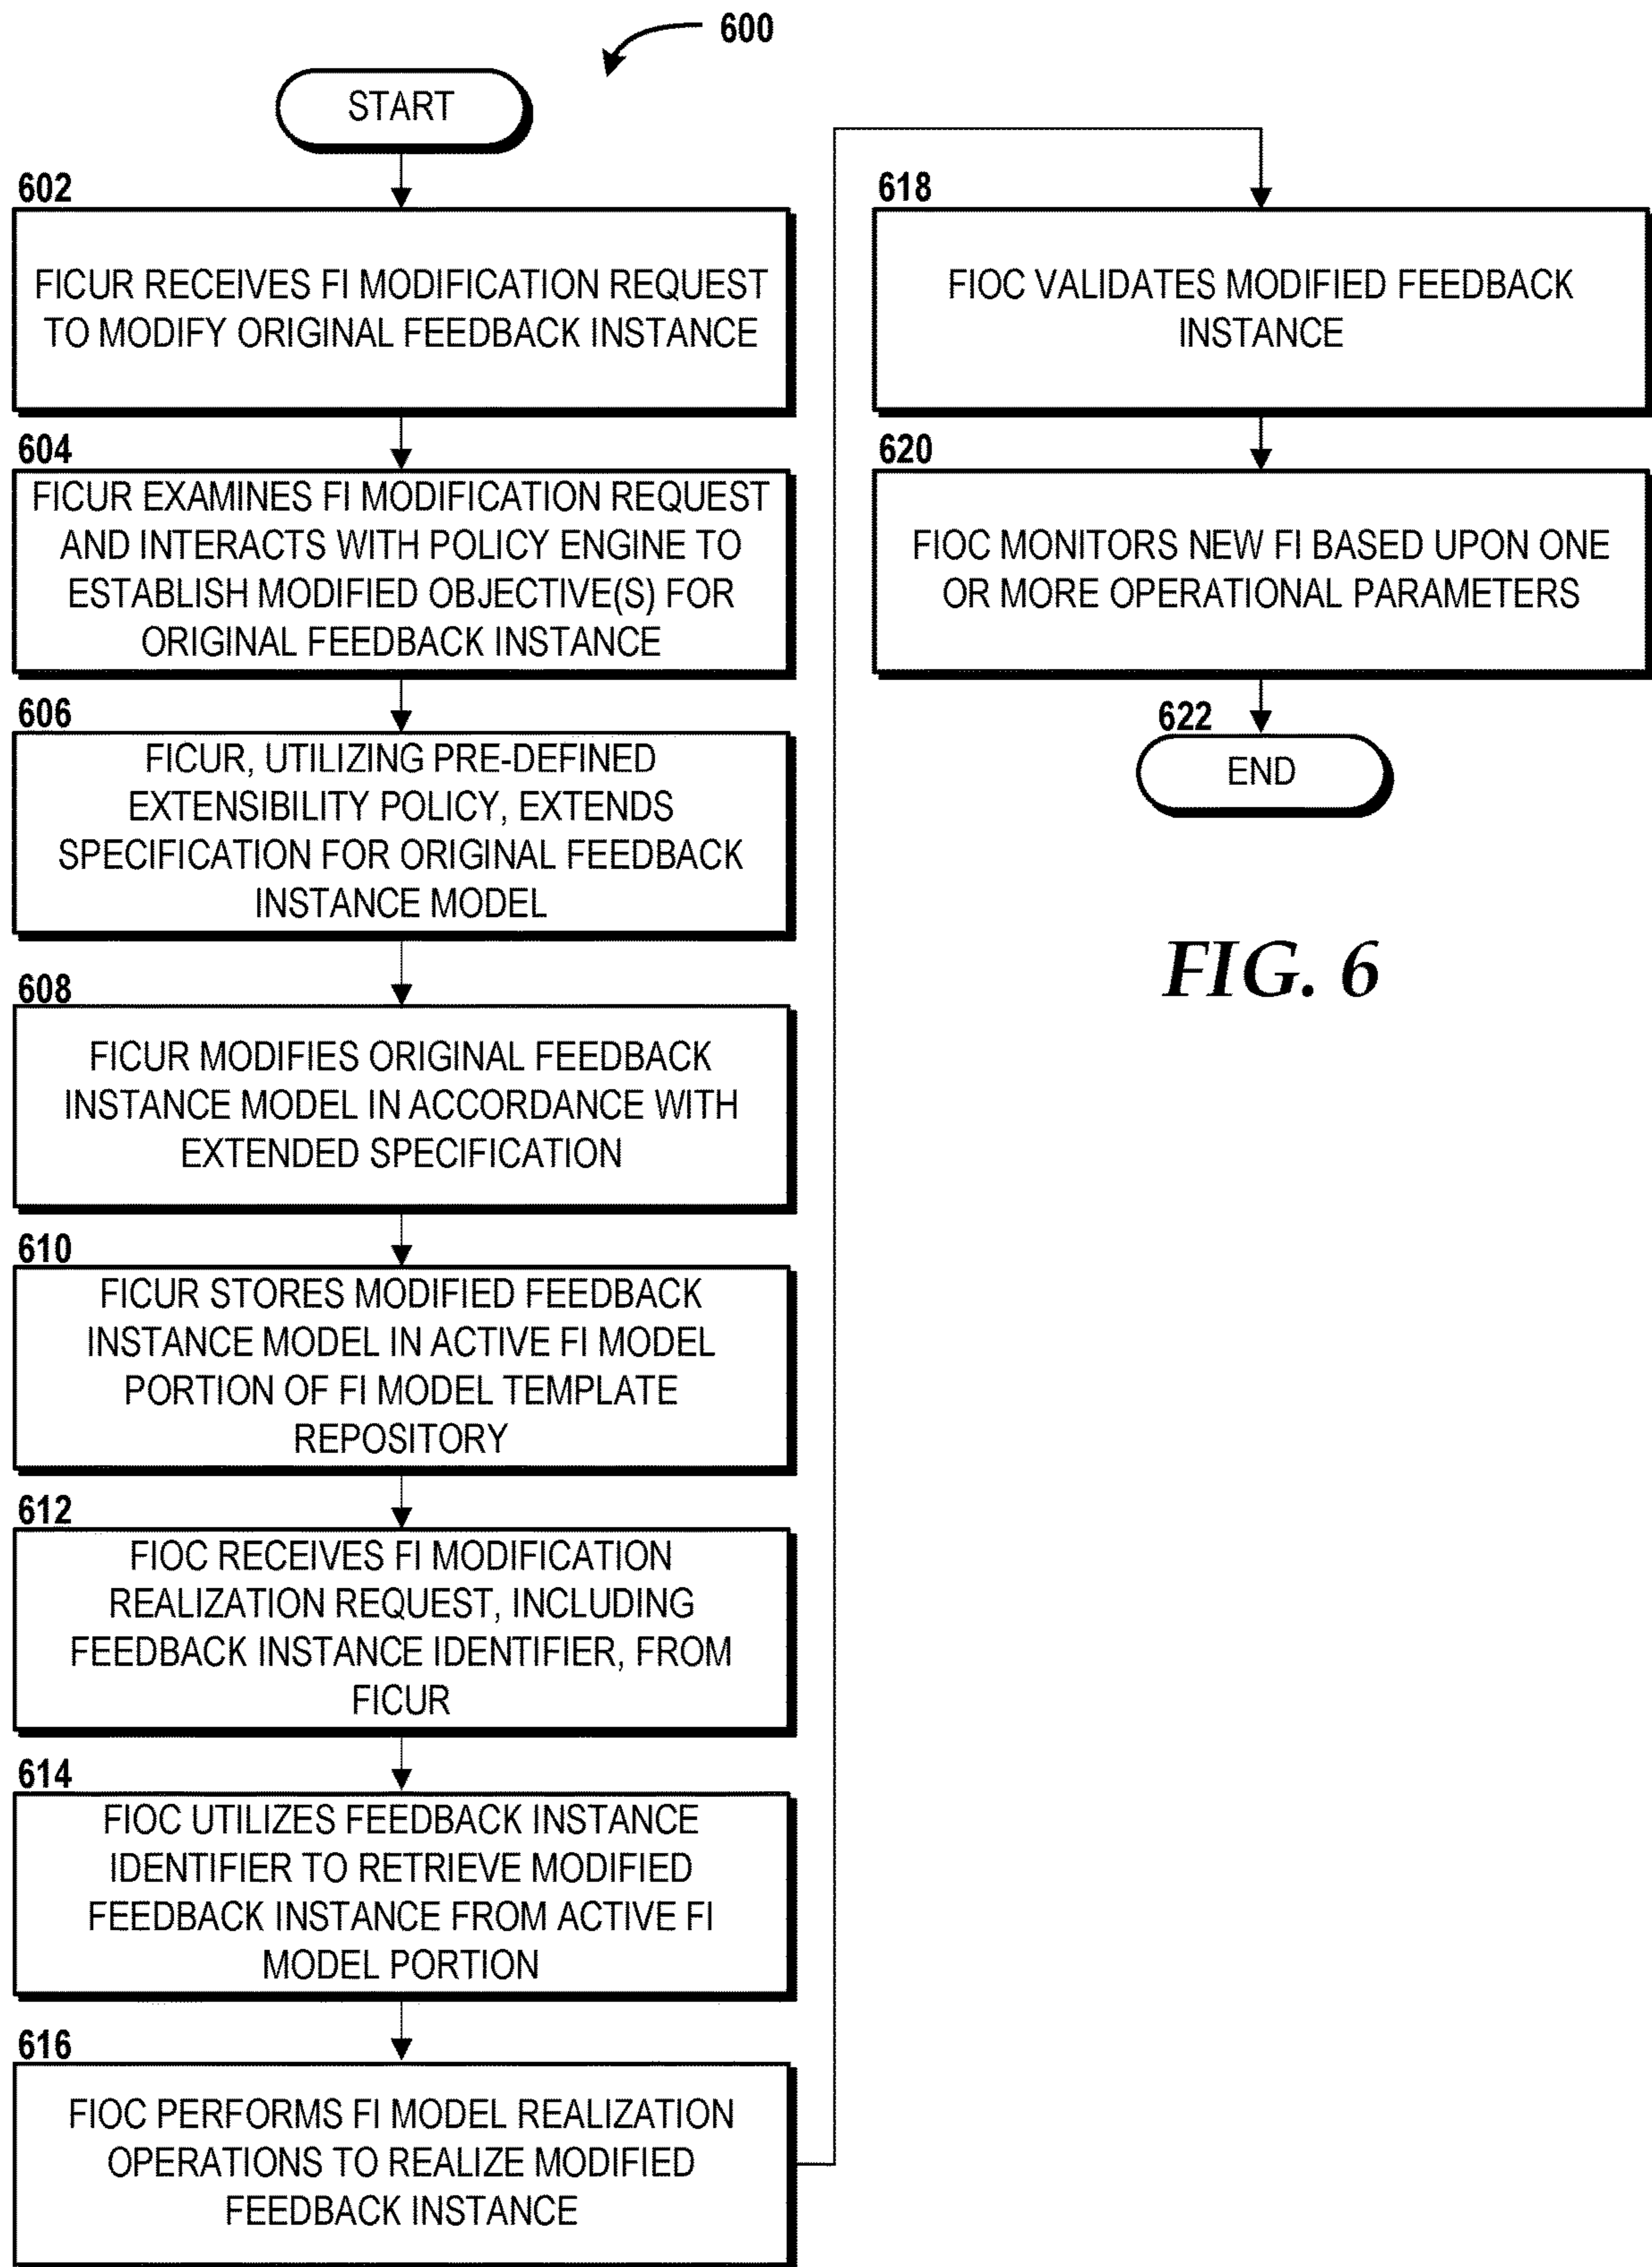 600
START
602
FICUR RECEIVES FI MODIFICATION REQUEST
TO MODIFY ORIGINAL FEEDBACK INSTANCE
604
FICUR EXAMINES FI MODIFICATION REQUEST
AND INTERACTS WITH POLICY ENGINE TO
ESTABLISH MODIFIED OBJECTIVE(S) FOR
ORIGINAL FEEDBACK INSTANCE
606
FICUR, UTILIZING PRE-DEFINED
EXTENSIBILITY POLICY, EXTENDS
SPECIFICATION FOR ORIGINAL FEEDBACK
INSTANCE MODEL
608
FICUR MODIFIES ORIGINAL FEEDBACK
INSTANCE MODEL IN ACCORDANCE WITH
EXTENDED SPECIFICATION
610
FICUR STORES MODIFIED FEEDBACK
INSTANCE MODEL IN ACTIVE FI MODEL
PORTION OF FI MODEL TEMPLATE
REPOSITORY
612
FIOC RECEIVES FI MODIFICATION
REALIZATION REQUEST, INCLUDING
FEEDBACK INSTANCE IDENTIFIER, FROM
FICUR
614
FIOC UTILIZES FEEDBACK INSTANCE
IDENTIFIER TO RETRIEVE MODIFIED
FEEDBACK INSTANCE FROM ACTIVE FI
MODEL PORTION
616
FIOC PERFORMS FI MODEL REALIZATION
OPERATIONS TO REALIZE MODIFIED
FEEDBACK INSTANCE
618
FIOC VALIDATES MODIFIED FEEDBACK
INSTANCE
620
FIOC MONITORS NEW FI BASED UPON ONE
OR MORE OPERATIONAL PARAMETERS
622
END
FIG. 6